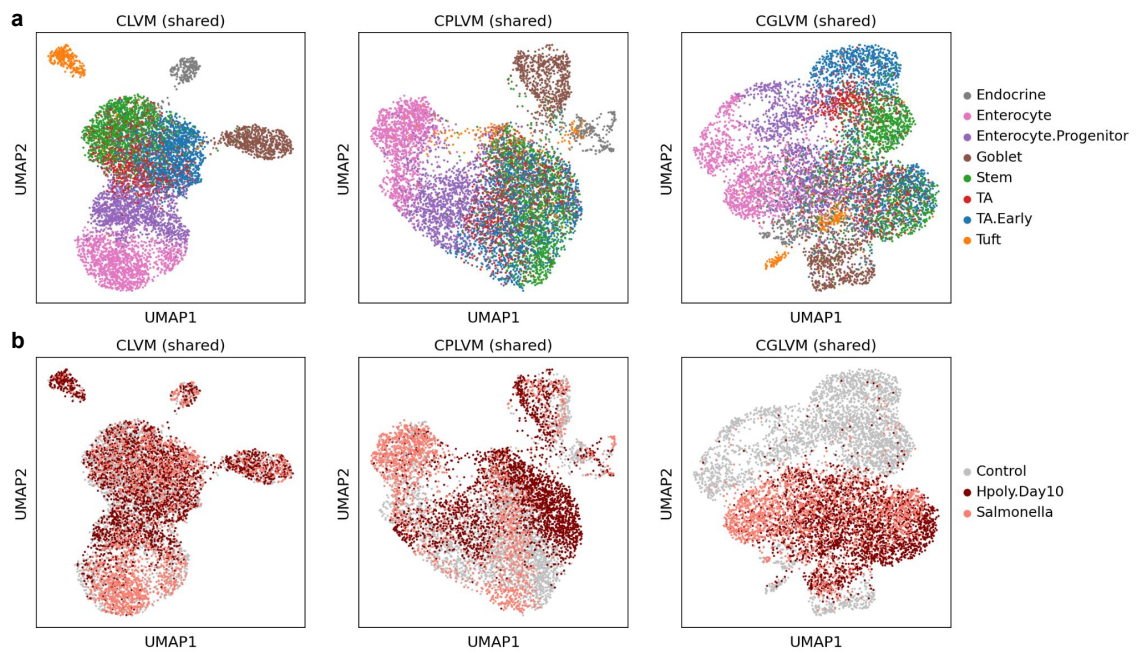 a
CLVM (shared)
CPLVM (shared)
CGLVM (shared)
UMAP2
UMAP2
UMAP2
UMAP1
UMAP1
UMAP1
Endocrine
Enterocyte
Enterocyte.Progenitor
Goblet
Stem
TA
TA.Early
Tuft
b
CLVM (shared)
CPLVM (shared)
CGLVM (shared)
UMAP2
UMAP2
UMAP2
UMAP1
UMAP1
UMAP1
Control
Hpoly.Day10
Salmonella